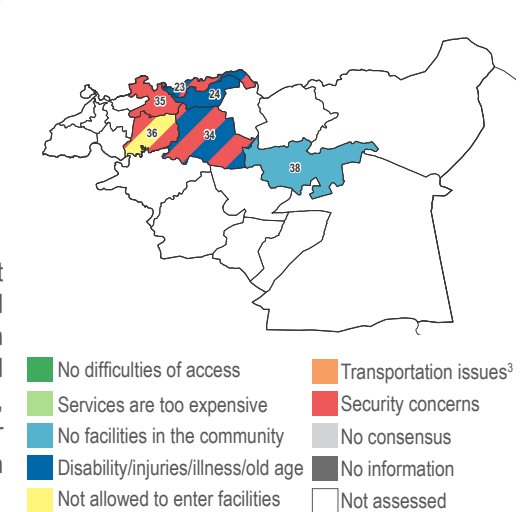 23
24
35
36
34
38
No difficulties of access
Services are too expensive
No facilities in the community
Disability/injuries/illness/old age
Not allowed to enter facilities
Transportation issues³
Security concerns
No consensus
No information
Not assessed